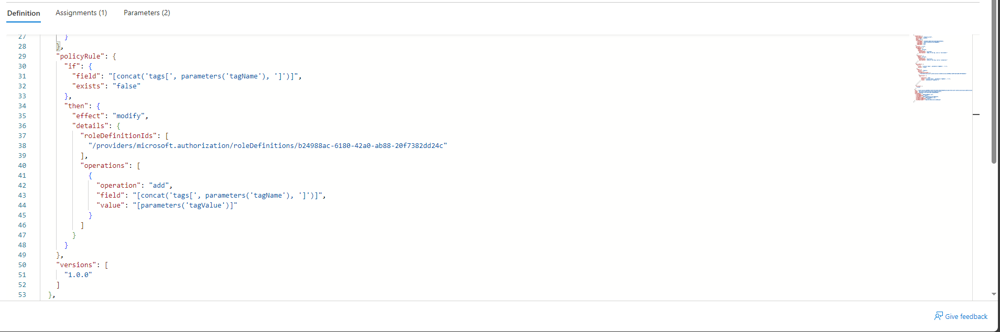 Definition Assignments (1) Parameters (2)
27 }
28 },
29 "policyRule": {
30 "if": {
31 "field": "[concat('tags[', parameters('tagName'), ']')]",
32 "exists": "false"
33 },
34 "then": {
35 "effect": "modify",
36 "details": {
37 "roleDefinitionIds": [
38 "/providers/microsoft.authorization/roleDefinitions/b24988ac-6180-42a0-ab88-20f7382dd24c"
39 ],
40 "operations": [
41 {
42 "operation": "add",
43 "field": "[concat('tags[', parameters('tagName'), ']')]",
44 "value": "[parameters('tagValue')]"
45 }
46 ]
47 }
48 }
49 },
50 "versions": [
51 "1.0.0"
52 ]
53 },
Give feedback